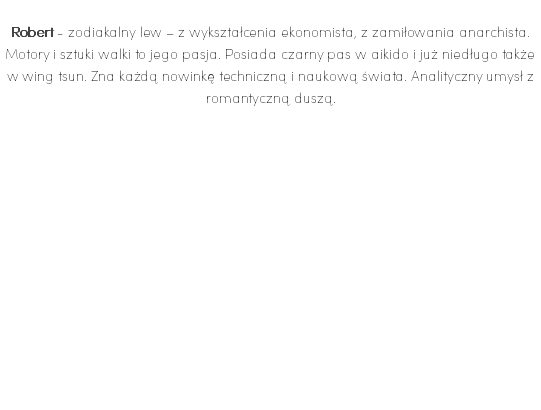 Robert - zodiakalny lew – z wykształcenia ekonomista, z zamiłowania anarchista.
Motory i sztuki walki to jego pasja. Posiada czarny pas w aikido i już niedługo także
w wing tsun. Zna każdą nowinkę techniczną i naukową świata. Analityczny umysł z
romantyczną duszą.